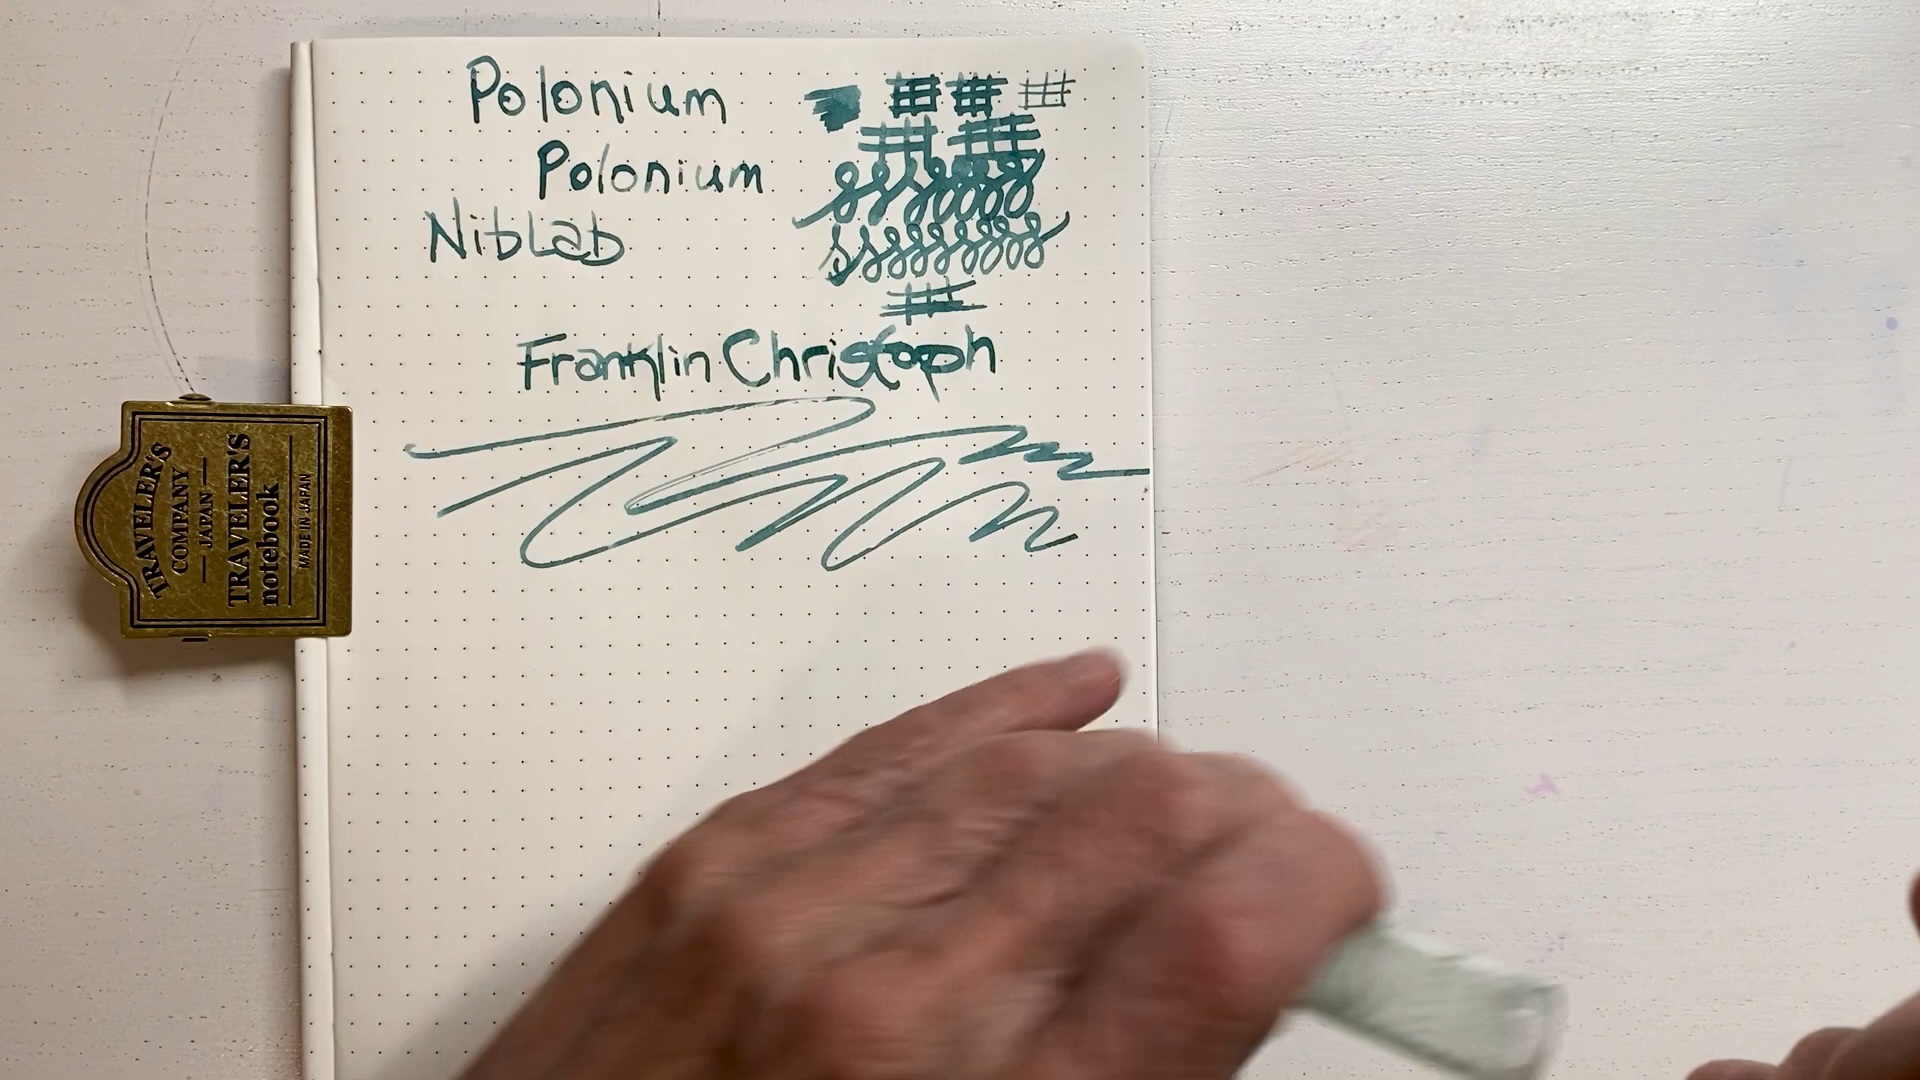 Polonium
Polonium
NibLab
Franklin Christoph
TRAVELER'S
COMPANY
JAPAN
TRAVELER'S
notebook
MADE IN JAPAN